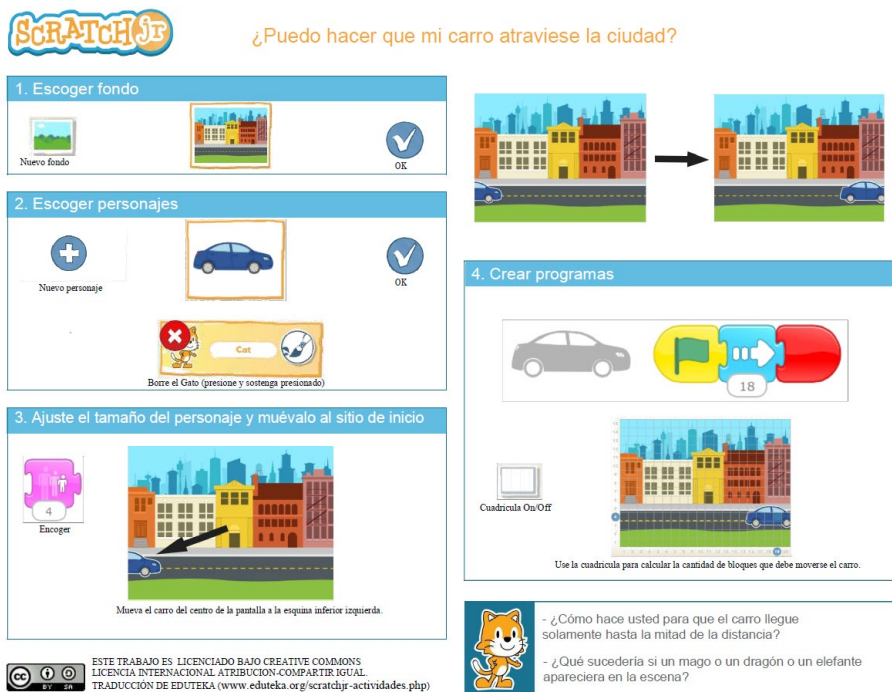 SCRATCH Jr
¿Puedo hacer que mi carro atraviese la ciudad?
1. Escoger fondo
Nuevo fondo
OK
2. Escoger personajes
Nuevo personaje
OK
Cat
Borre el Gato (presione y sostenga presionado)
3. Ajuste el tamaño del personaje y muévalo al sitio de inicio
4
Encoger
Mueva el carro del centro de la pantalla a la esquina inferior izquierda.
4. Crear programas
18
Cuadricula On/Off
Use la cuadricula para calcular la cantidad de bloques que debe moverse el carro.
- ¿Cómo hace usted para que el carro llegue
solamente hasta la mitad de la distancia?
- ¿Qué sucedería si un mago o un dragón o un elefante
apareciera en la escena?
cc BY SA
ESTE TRABAJO ES LICENCIADO BAJO CREATIVE COMMONS
LICENCIA INTERNACIONAL ATRIBUCION-COMPARTIR IGUAL.
TRADUCCIÓN DE EDUTEKA (www.eduteka.org/scratchjr-actividades.php)